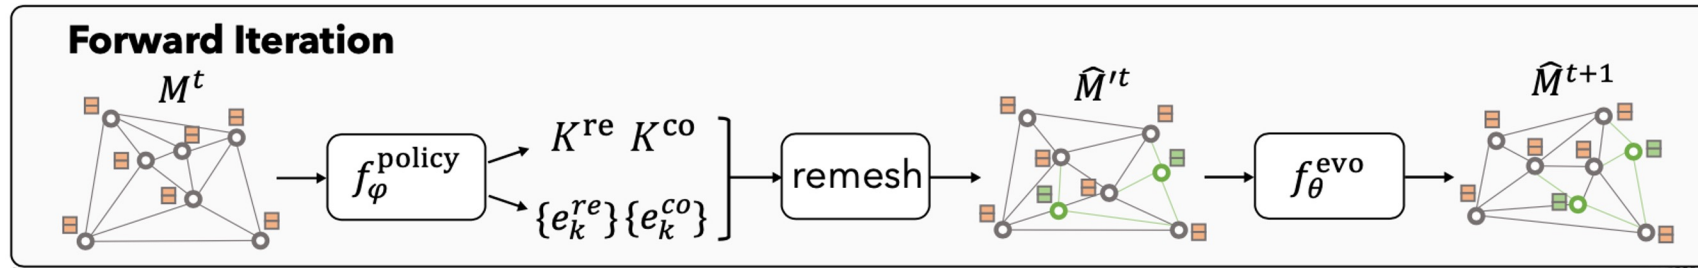 Forward Iteration
M^t
f_φ^policy
K^re K^co
{e_k^re}{e_k^co}
remesh
M̂'^t
f_θ^evo
M̂^t+1